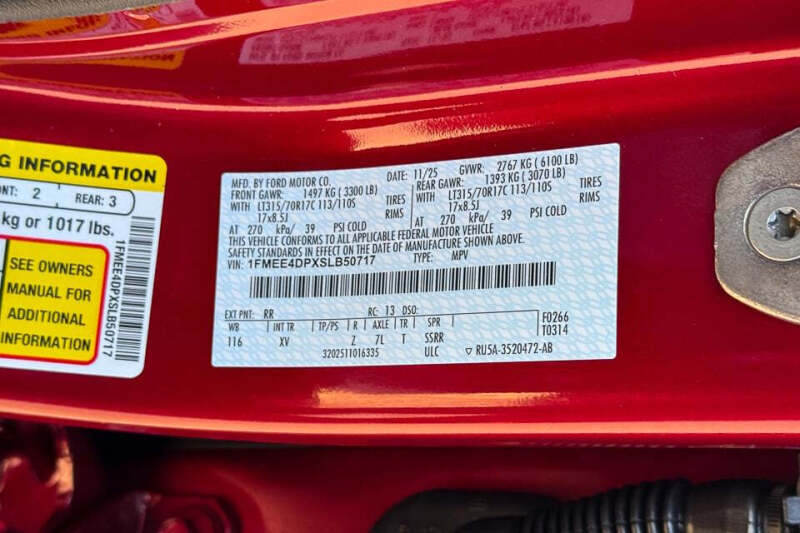 G INFORMATION
NT: 2 REAR: 3
kg or 1017 lbs.
SEE OWNERS
MANUAL FOR
ADDITIONAL
INFORMATION
1FMEE4DPXSLB50717
MFD. BY FORD MOTOR CO. DATE: 11/25 GVWR: 2767 KG ( 6100 LB)
FRONT GAWR: 1497 KG ( 3300 LB) REAR GAWR: 1393 KG ( 3070 LB)
WITH LT315/70R17C 113/110S TIRES WITH LT315/70R17C 113/110S TIRES
17x8.5J RIMS 17x8.5J RIMS
AT 270 kPa/ 39 PSI COLD AT 270 kPa/ 39 PSI COLD
THIS VEHICLE CONFORMS TO ALL APPLICABLE FEDERAL MOTOR VEHICLE
SAFETY STANDARDS IN EFFECT ON THE DATE OF MANUFACTURE SHOWN ABOVE.
VIN: 1FMEE4DPXSLB50717 TYPE: MPV
EXT PNT: RR RC: 13 DSO: F0266
WB INT TR TP/PS R AXLE TR SPR T0314
116 XV Z 7L T SSRR
3202511016335 ULC ▽ RU5A-3520472-AB